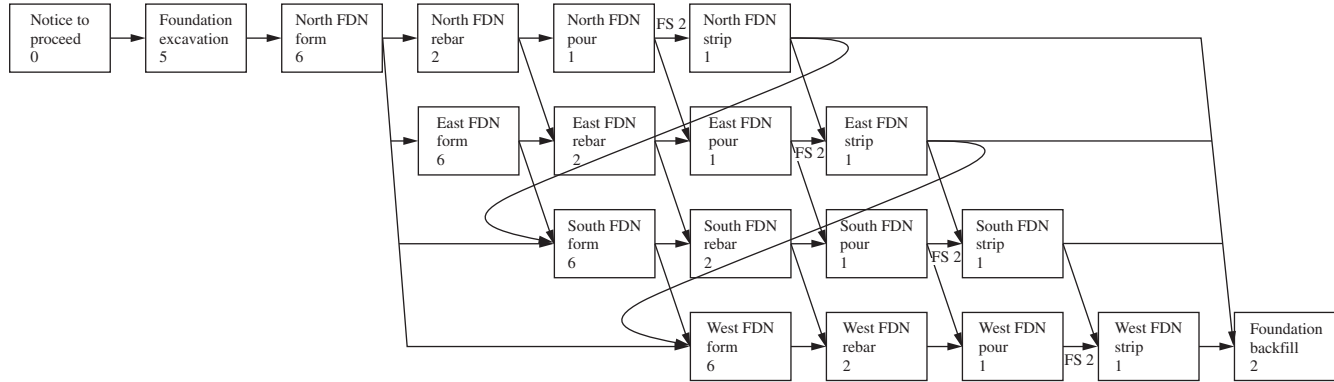 Notice to
proceed
0
Foundation
excavation
5
North FDN
form
6
North FDN
rebar
2
North FDN
pour
1
FS 2
North FDN
strip
1
East FDN
form
6
East FDN
rebar
2
East FDN
pour
1
FS 2
East FDN
strip
1
South FDN
form
6
South FDN
rebar
2
South FDN
pour
1
FS 2
South FDN
strip
1
West FDN
form
6
West FDN
rebar
2
West FDN
pour
1
FS 2
West FDN
strip
1
Foundation
backfill
2